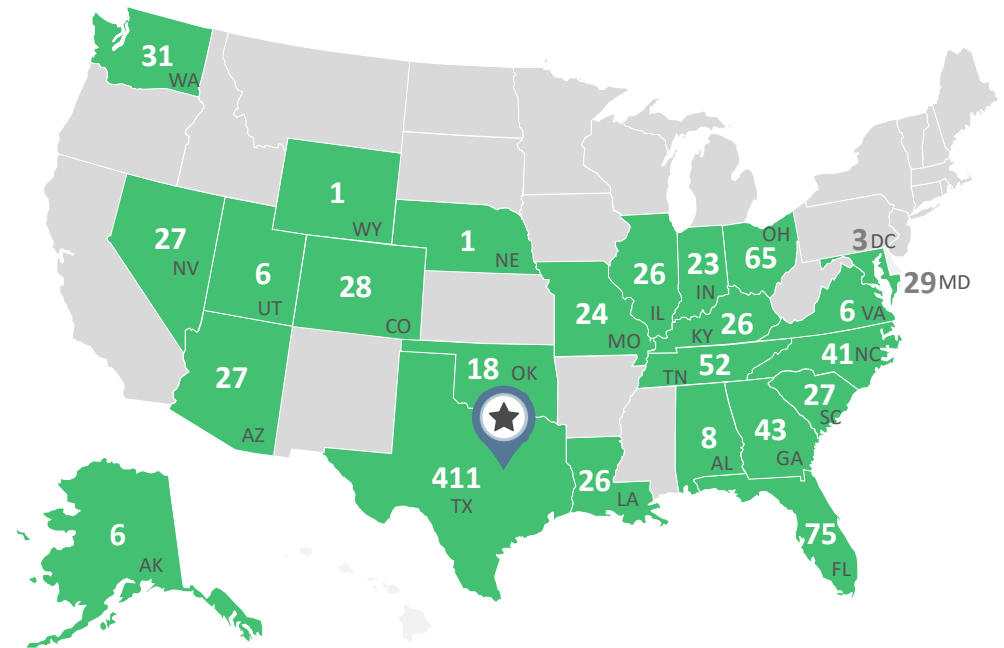 31
WA
1
WY
27
NV
1
NE
OH
65
3 DC
6
UT
28
CO
26
IL
23
IN
29 MD
24
MO
KY 26
6 VA
27
AZ
18 OK
TN 52
41 NC
27
SC
8
AL
43
GA
411
TX
26
LA
6
AK
75
FL